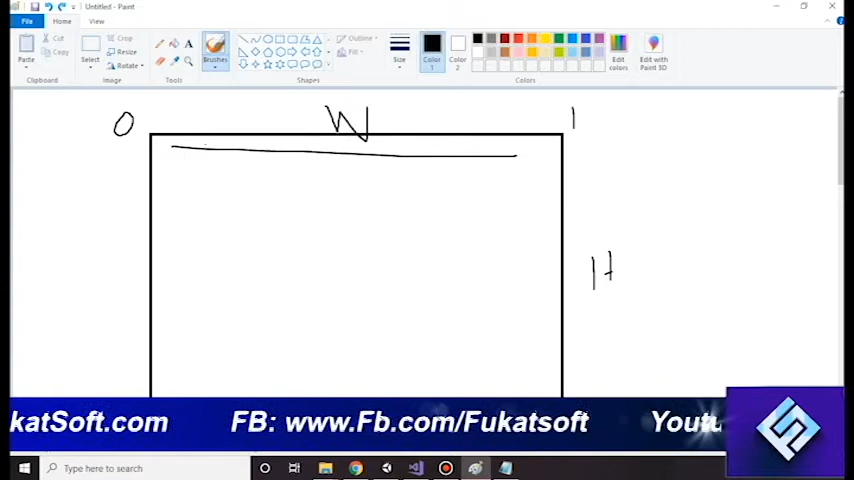 Untitled - Paint
File Home View
Paste
Cut
Copy
Clipboard
Select
Crop
Resize
Rotate
Image
A
Tools
Brushes
Shapes
Outline
Fill
Size
Color 1
Color 2
Colors
Edit colors
Edit with Paint 3D
0 W 1
H
katSoft.com FB: www.Fb.com/Fukatsoft Youtu
Type here to search